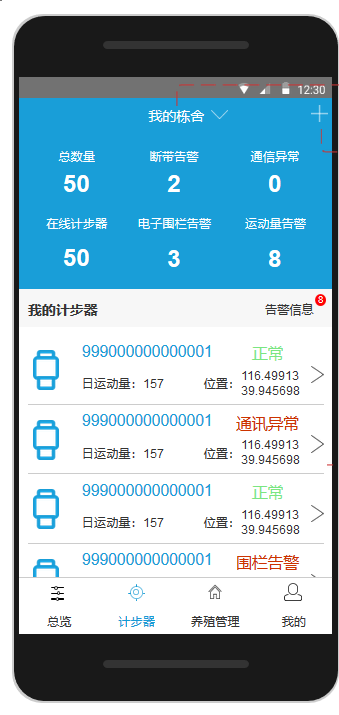 12:30
我的栋舍
总数量 断带告警 通信异常
50 2 0
在线计步器 电子围栏告警 运动量告警
50 3 8
我的计步器 告警信息 8
999000000000001 正常
日运动量：157 位置： 116.49913
39.945698
999000000000001 通讯异常
日运动量：157 位置： 116.49913
39.945698
999000000000001 正常
日运动量：157 位置： 116.49913
39.945698
999000000000001 围栏告警
总览 计步器 养殖管理 我的